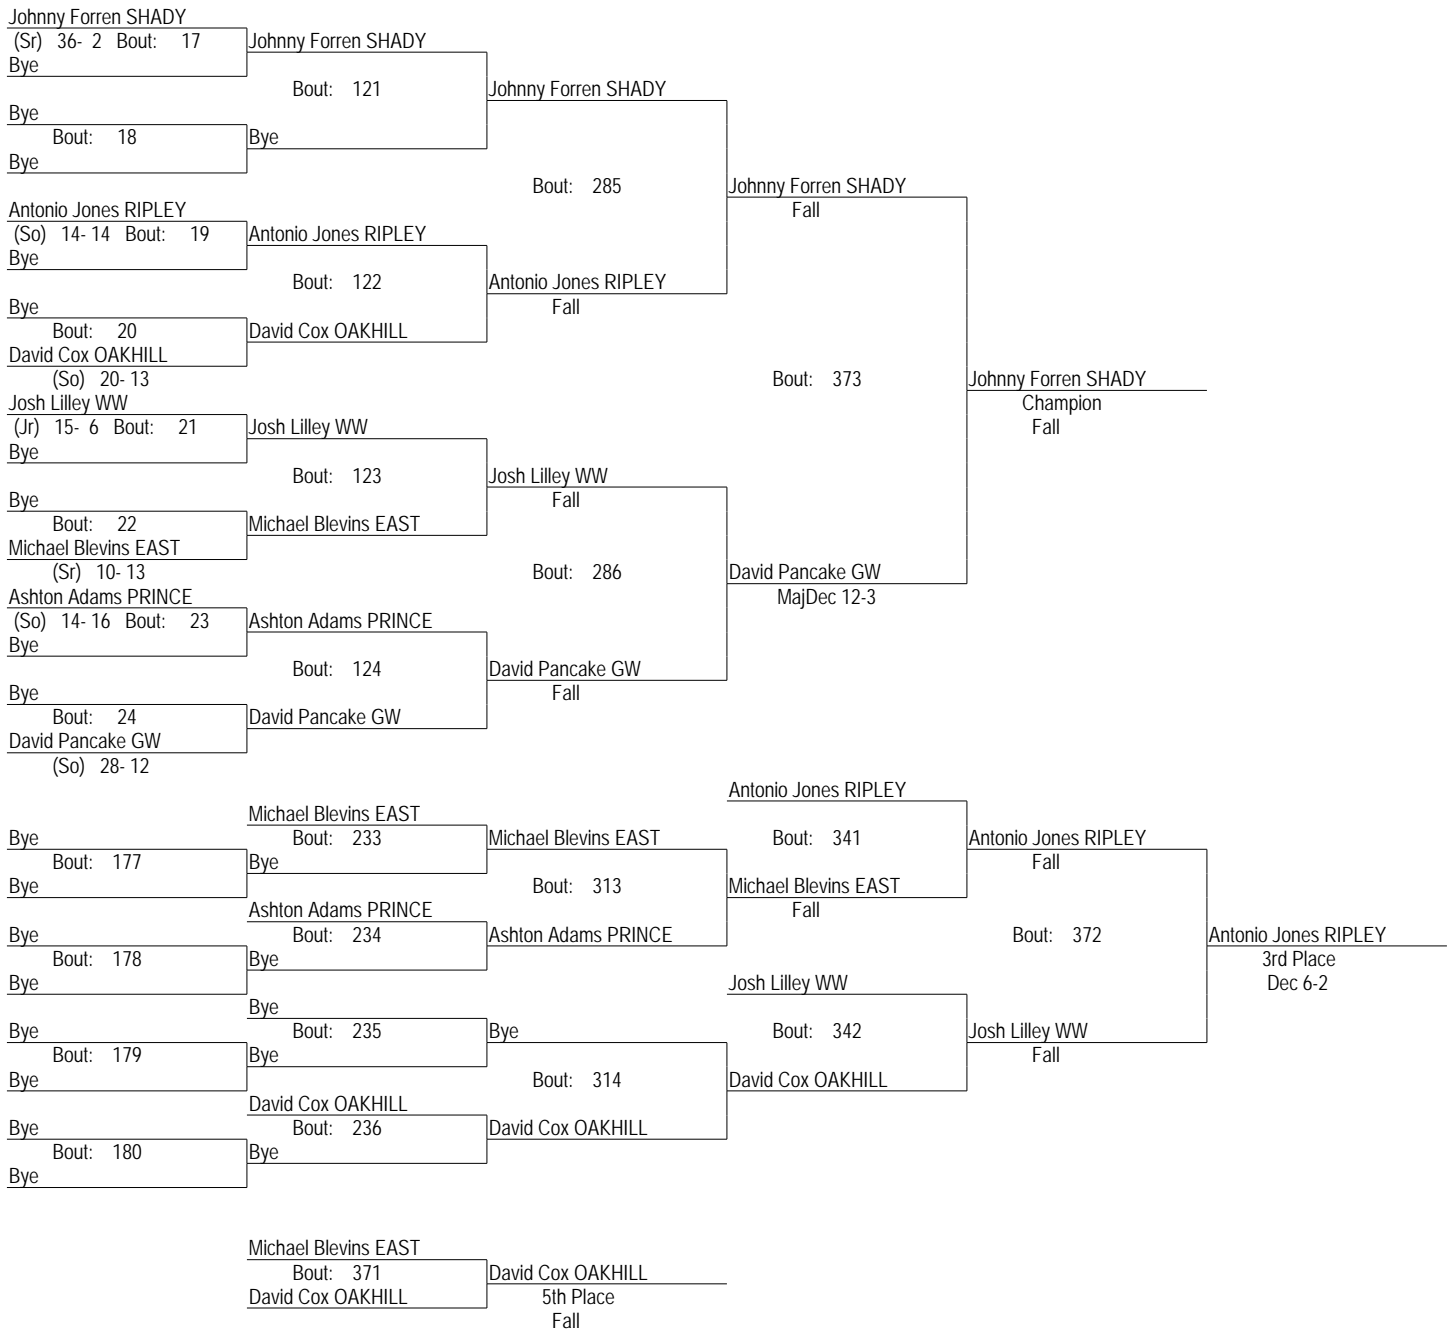 Johnny Forren SHADY
(Sr) 36- 2 Bout: 17 Johnny Forren SHADY
Bye
Bout: 121 Johnny Forren SHADY
Bye
Bout: 18 Bye
Bye
Bout: 285 Johnny Forren SHADY
Antonio Jones RIPLEY Fall
(So) 14- 14 Bout: 19 Antonio Jones RIPLEY
Bye
Bout: 122 Antonio Jones RIPLEY
Bye Fall
Bout: 20 David Cox OAKHILL
David Cox OAKHILL
(So) 20- 13 Bout: 373 Johnny Forren SHADY
Josh Lilley WW Champion
(Jr) 15- 6 Bout: 21 Josh Lilley WW Fall
Bye
Bout: 123 Josh Lilley WW
Bye Fall
Bout: 22 Michael Blevins EAST
Michael Blevins EAST
(Sr) 10- 13 Bout: 286 David Pancake GW
Ashton Adams PRINCE MajDec 12-3
(So) 14- 16 Bout: 23 Ashton Adams PRINCE
Bye
Bout: 124 David Pancake GW
Bye Fall
Bout: 24 David Pancake GW
David Pancake GW
(So) 28- 12
Antonio Jones RIPLEY
Michael Blevins EAST
Bye Bout: 233 Michael Blevins EAST Bout: 341 Antonio Jones RIPLEY
Bout: 177 Bye Fall
Bye Bout: 313 Michael Blevins EAST
Ashton Adams PRINCE Fall
Bye Bout: 234 Ashton Adams PRINCE Bout: 372 Antonio Jones RIPLEY
Bout: 178 Bye 3rd Place
Bye Josh Lilley WW Dec 6-2
Bye
Bye Bout: 235 Bye Bout: 342 Josh Lilley WW
Bout: 179 Bye Fall
Bye Bout: 314 David Cox OAKHILL
David Cox OAKHILL
Bye Bout: 236 David Cox OAKHILL
Bout: 180 Bye
Bye
Michael Blevins EAST
Bout: 371 David Cox OAKHILL
David Cox OAKHILL 5th Place
Fall